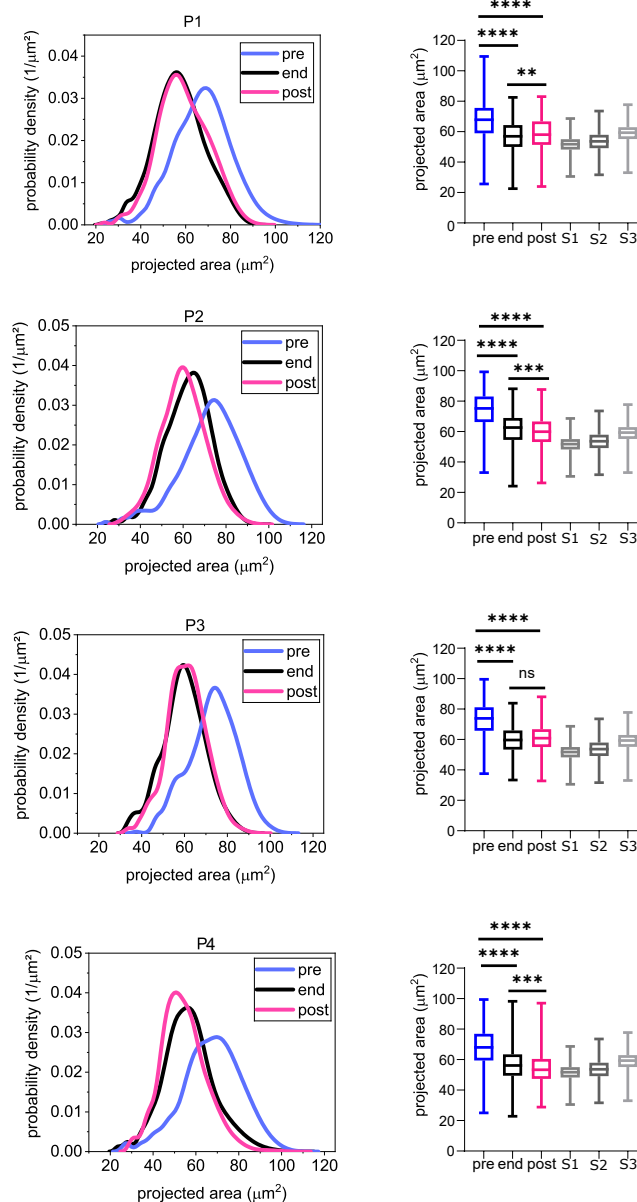 P1
probability density (1/µm²)
0.04
0.03
0.02
0.01
0.00
20 40 60 80 100 120
projected area (µm²)
pre
end
post
****
****
**
projected area (µm²)
120
100
80
60
40
20
0
pre end post S1 S2 S3
P2
probability density (1/µm²)
0.05
0.04
0.03
0.02
0.01
0.00
20 40 60 80 100 120
projected area (µm²)
pre
end
post
****
****
***
projected area (µm²)
120
100
80
60
40
20
0
pre end post S1 S2 S3
P3
probability density (1/µm²)
0.05
0.04
0.03
0.02
0.01
0.00
20 40 60 80 100 120
projected area (µm²)
pre
end
post
****
****
ns
projected area (µm²)
120
100
80
60
40
20
0
pre end post S1 S2 S3
P4
probability density (1/µm²)
0.05
0.04
0.03
0.02
0.01
0.00
20 40 60 80 100 120
projected area (µm²)
pre
end
post
****
****
***
projected area (µm²)
120
100
80
60
40
20
0
pre end post S1 S2 S3